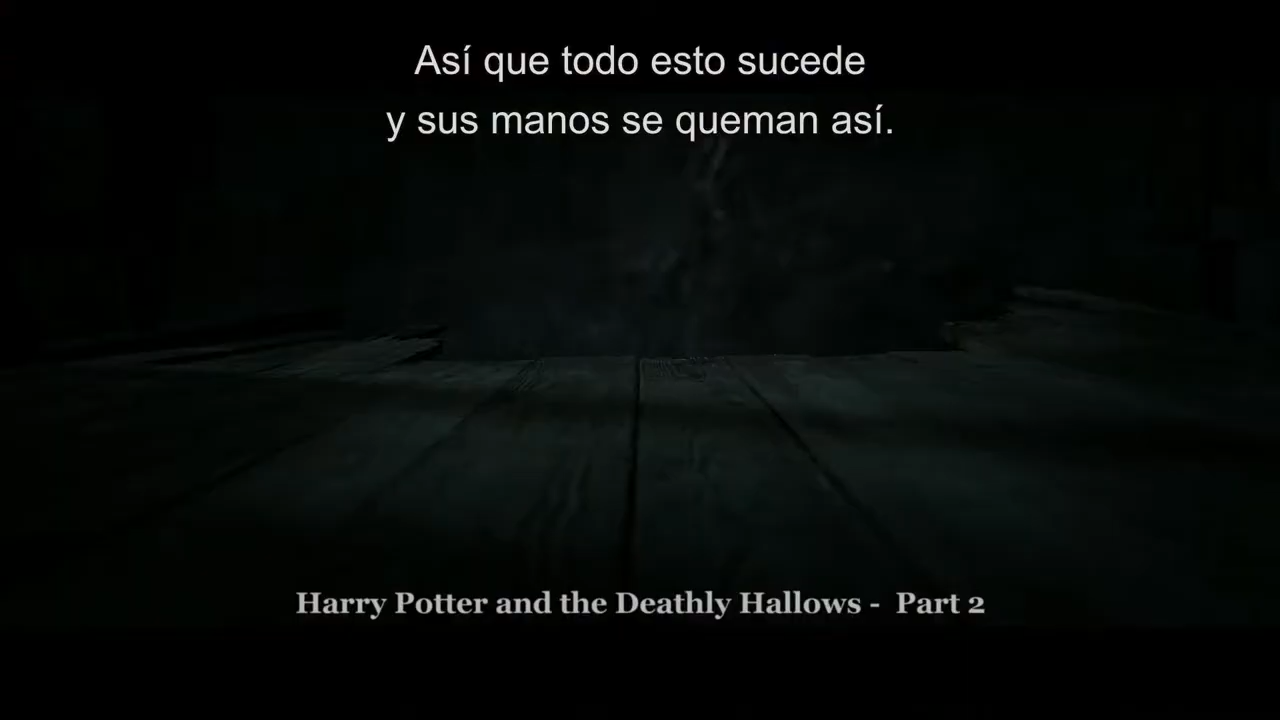 Así que todo esto sucede
y sus manos se queman así.
Harry Potter and the Deathly Hallows - Part 2